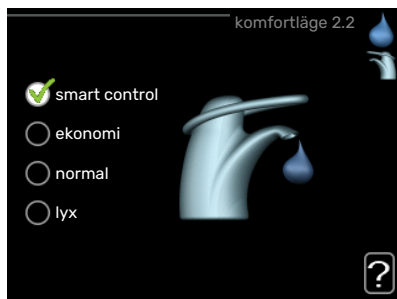 komfortläge 2.2
smart control
ekonomi
normal
lyx
?